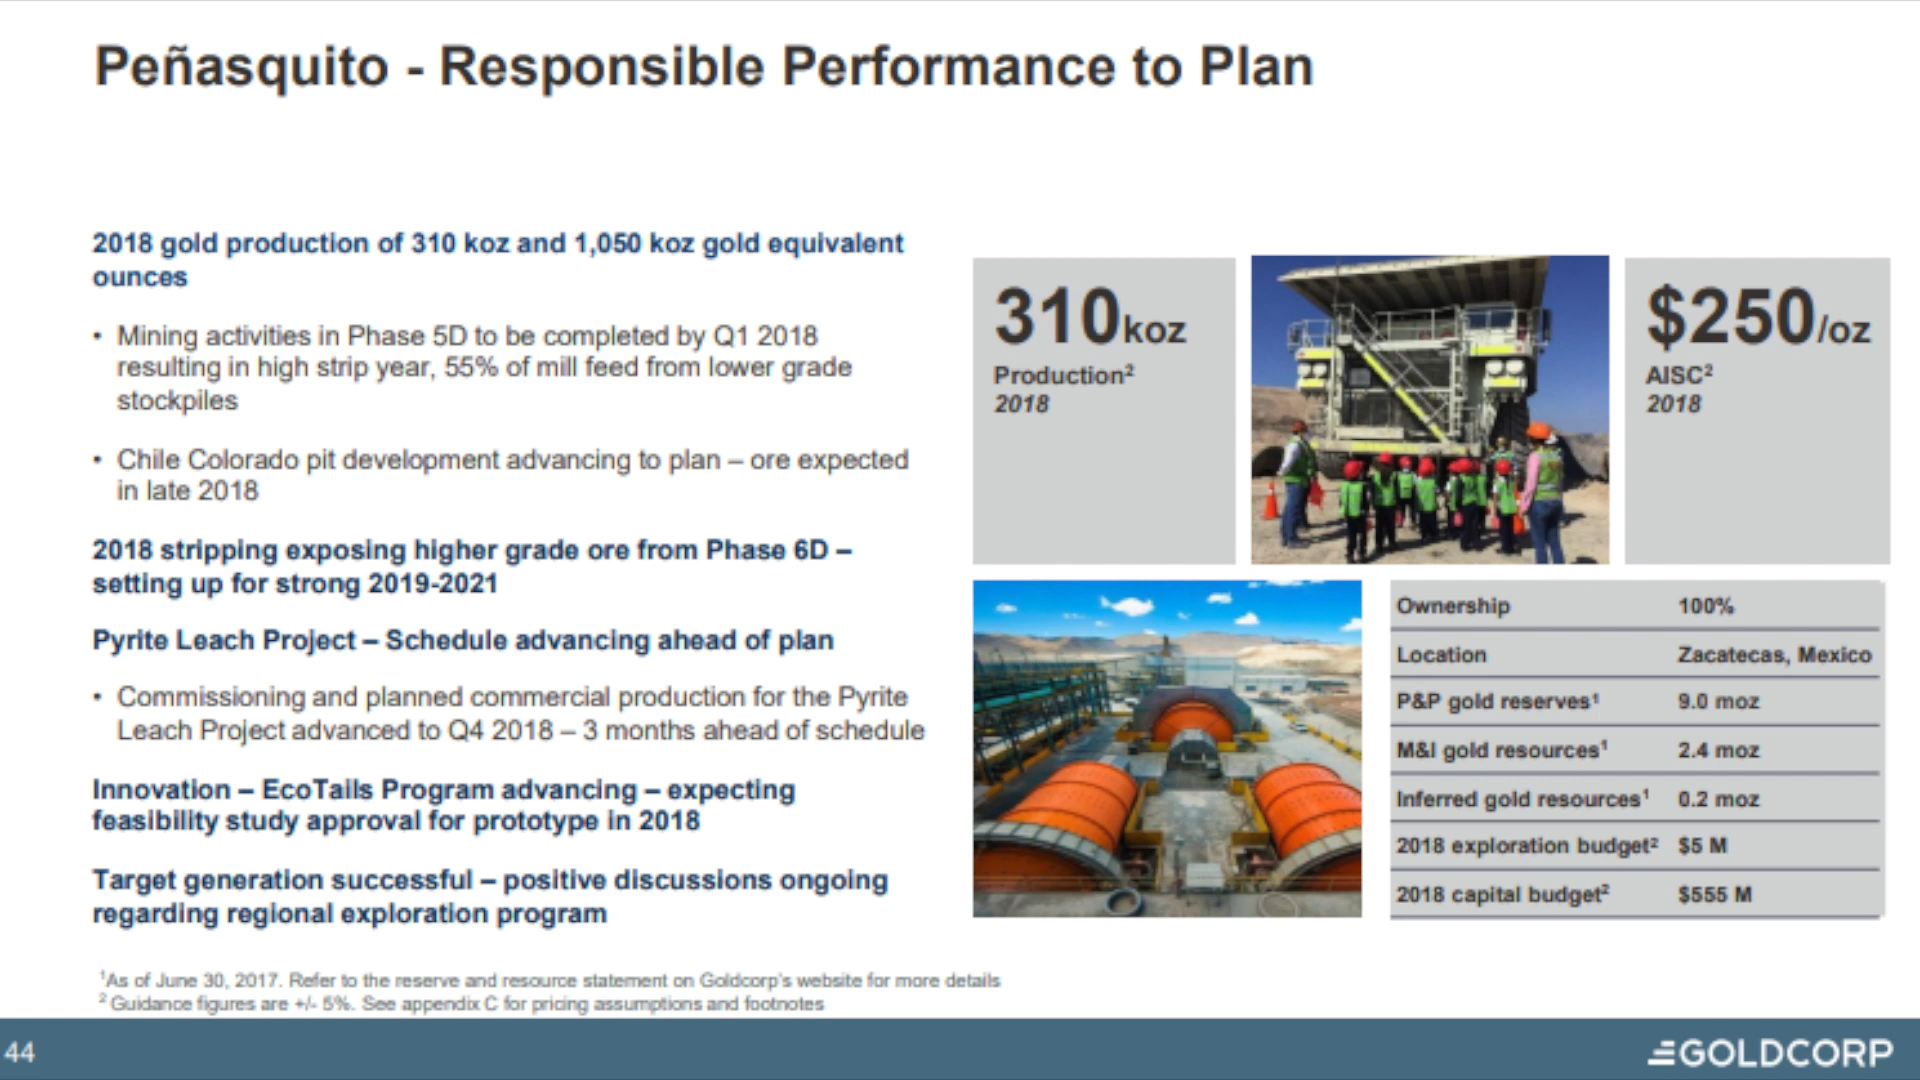 Peñasquito - Responsible Performance to Plan
2018 gold production of 310 koz and 1,050 koz gold equivalent
ounces
• Mining activities in Phase 5D to be completed by Q1 2018
resulting in high strip year, 55% of mill feed from lower grade
stockpiles
• Chile Colorado pit development advancing to plan – ore expected
in late 2018
2018 stripping exposing higher grade ore from Phase 6D –
setting up for strong 2019-2021
Pyrite Leach Project – Schedule advancing ahead of plan
• Commissioning and planned commercial production for the Pyrite
Leach Project advanced to Q4 2018 – 3 months ahead of schedule
Innovation – EcoTails Program advancing – expecting
feasibility study approval for prototype in 2018
Target generation successful – positive discussions ongoing
regarding regional exploration program
310koz
Production²
2018
$250/oz
AISC²
2018
Ownership 100%
Location Zacatecas, Mexico
P&P gold reserves¹ 9.0 moz
M&I gold resources¹ 2.4 moz
Inferred gold resources¹ 0.2 moz
2018 exploration budget² $5 M
2018 capital budget² $555 M
¹As of June 30, 2017. Refer to the reserve and resource statement on Goldcorp's website for more details
² Guidance figures are +/- 5%. See appendix C for pricing assumptions and footnotes
44
GOLDCORP